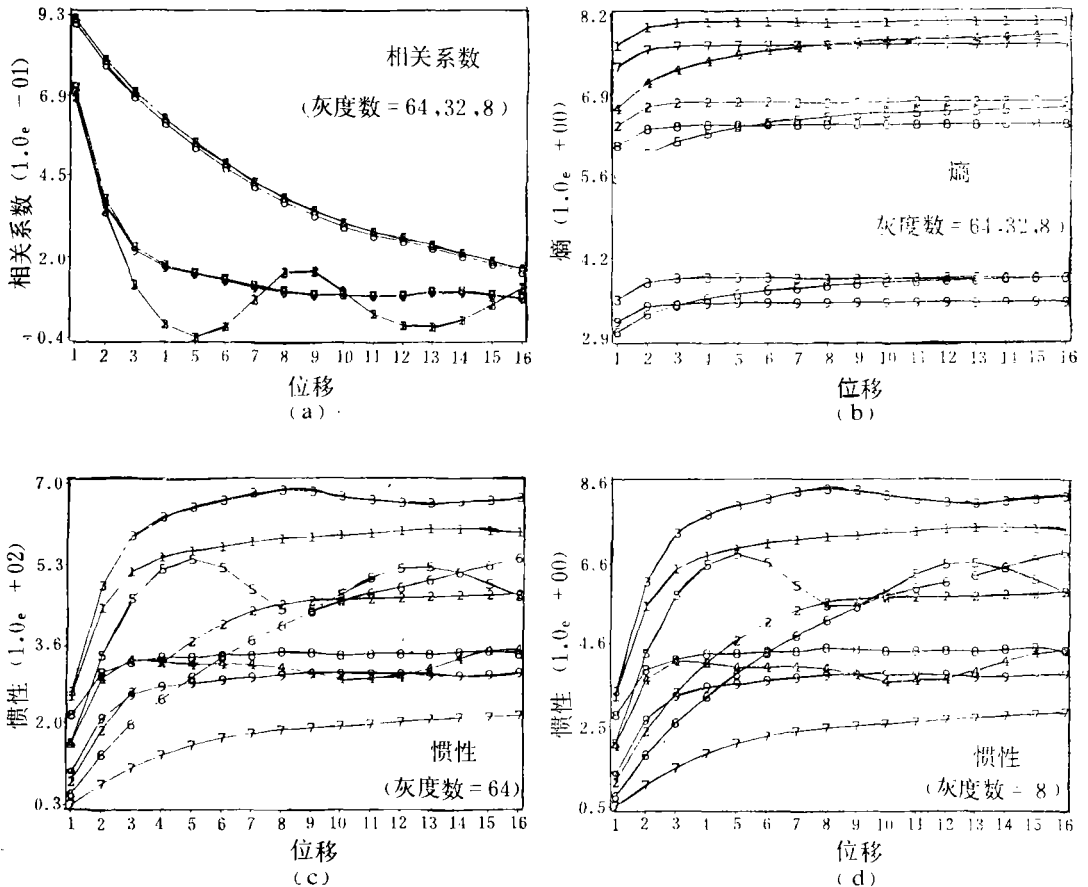 9.3
6.9
4.5
2.0
0.4
相关系数 (1.0e -01)
相关系数
(灰度数=64,32,8)
1 2 3 4 5 6 7 8 9 10 11 12 13 14 15 16
位移
(a)
8.2
6.9
5.6
4.2
2.9
熵 (1.0e +00)
熵
灰度数=64,32,8)
1 2 3 4 5 6 7 8 9 10 11 12 13 14 15 16
位移
(b)
7.0
5.3
3.6
2.0
0.3
惯性 (1.0e +02)
惯性
(灰度数=64)
1 2 3 4 5 6 7 8 9 10 11 12 13 14 15 16
位移
(c)
8.6
6.6
4.6
2.5
0.5
惯性 (1.0e +00)
惯性
(灰度数=8)
1 2 3 4 5 6 7 8 9 10 11 12 13 14 15 16
位移
(d)